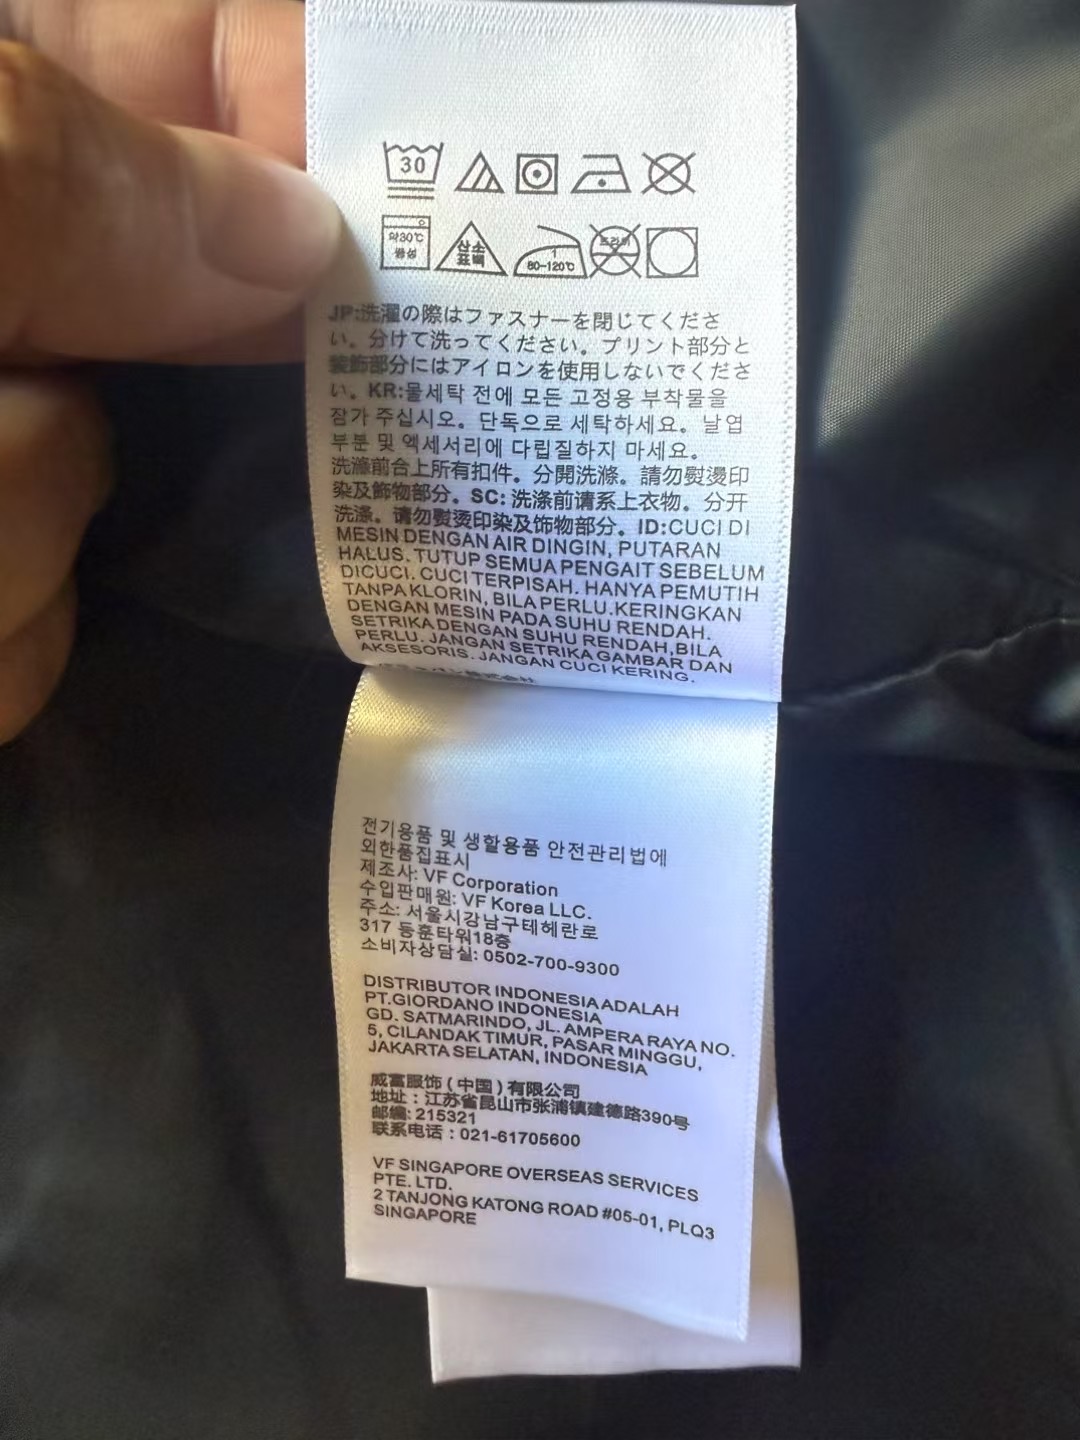 30
약30℃
중성
산소
표백
1
80-120℃
드라이
JP:洗濯の際はファスナーを閉じてくださ
い。分けて洗ってください。プリント部分と
装飾部分にはアイロンを使用しないでくださ
い。KR:물세탁 전에 모든 고정용 부착물을
잠가 주십시오. 단독으로 세탁하세요. 날염
부분 및 액세서리에 다림질하지 마세요.
洗滌前合上所有扣件。分開洗滌。請勿熨燙印
染及飾物部分。SC: 洗涤前请系上衣物。分开
洗涤。请勿熨烫印染及饰物部分。ID:CUCI DI
MESIN DENGAN AIR DINGIN, PUTARAN
HALUS. TUTUP SEMUA PENGAIT SEBELUM
DICUCI. CUCI TERPISAH. HANYA PEMUTIH
TANPA KLORIN, BILA PERLU.KERINGKAN
DENGAN MESIN PADA SUHU RENDAH.
SETRIKA DENGAN SUHU RENDAH,BILA
PERLU. JANGAN SETRIKA GAMBAR DAN
AKSESORIS. JANGAN CUCI KERING.
株式会社
전기용품 및 생활용품 안전관리법에
외한품집표시
제조사: VF Corporation
수입판매원: VF Korea LLC.
주소: 서울시강남구테헤란로
317 동훈타워18층
소비자상담실: 0502-700-9300
DISTRIBUTOR INDONESIA ADALAH
PT.GIORDANO INDONESIA
GD. SATMARINDO, JL. AMPERA RAYA NO.
5, CILANDAK TIMUR, PASAR MINGGU,
JAKARTA SELATAN, INDONESIA
威富服饰（中国）有限公司
地址：江苏省昆山市张浦镇建德路390号
邮编: 215321
联系电话：021-61705600
VF SINGAPORE OVERSEAS SERVICES
PTE. LTD.
2 TANJONG KATONG ROAD #05-01, PLQ3
SINGAPORE